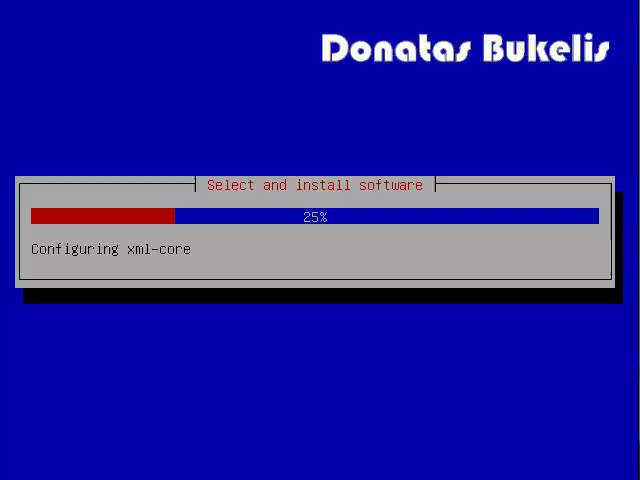 Donatas Bukelis
Select and install software
25%
Configuring xml-core